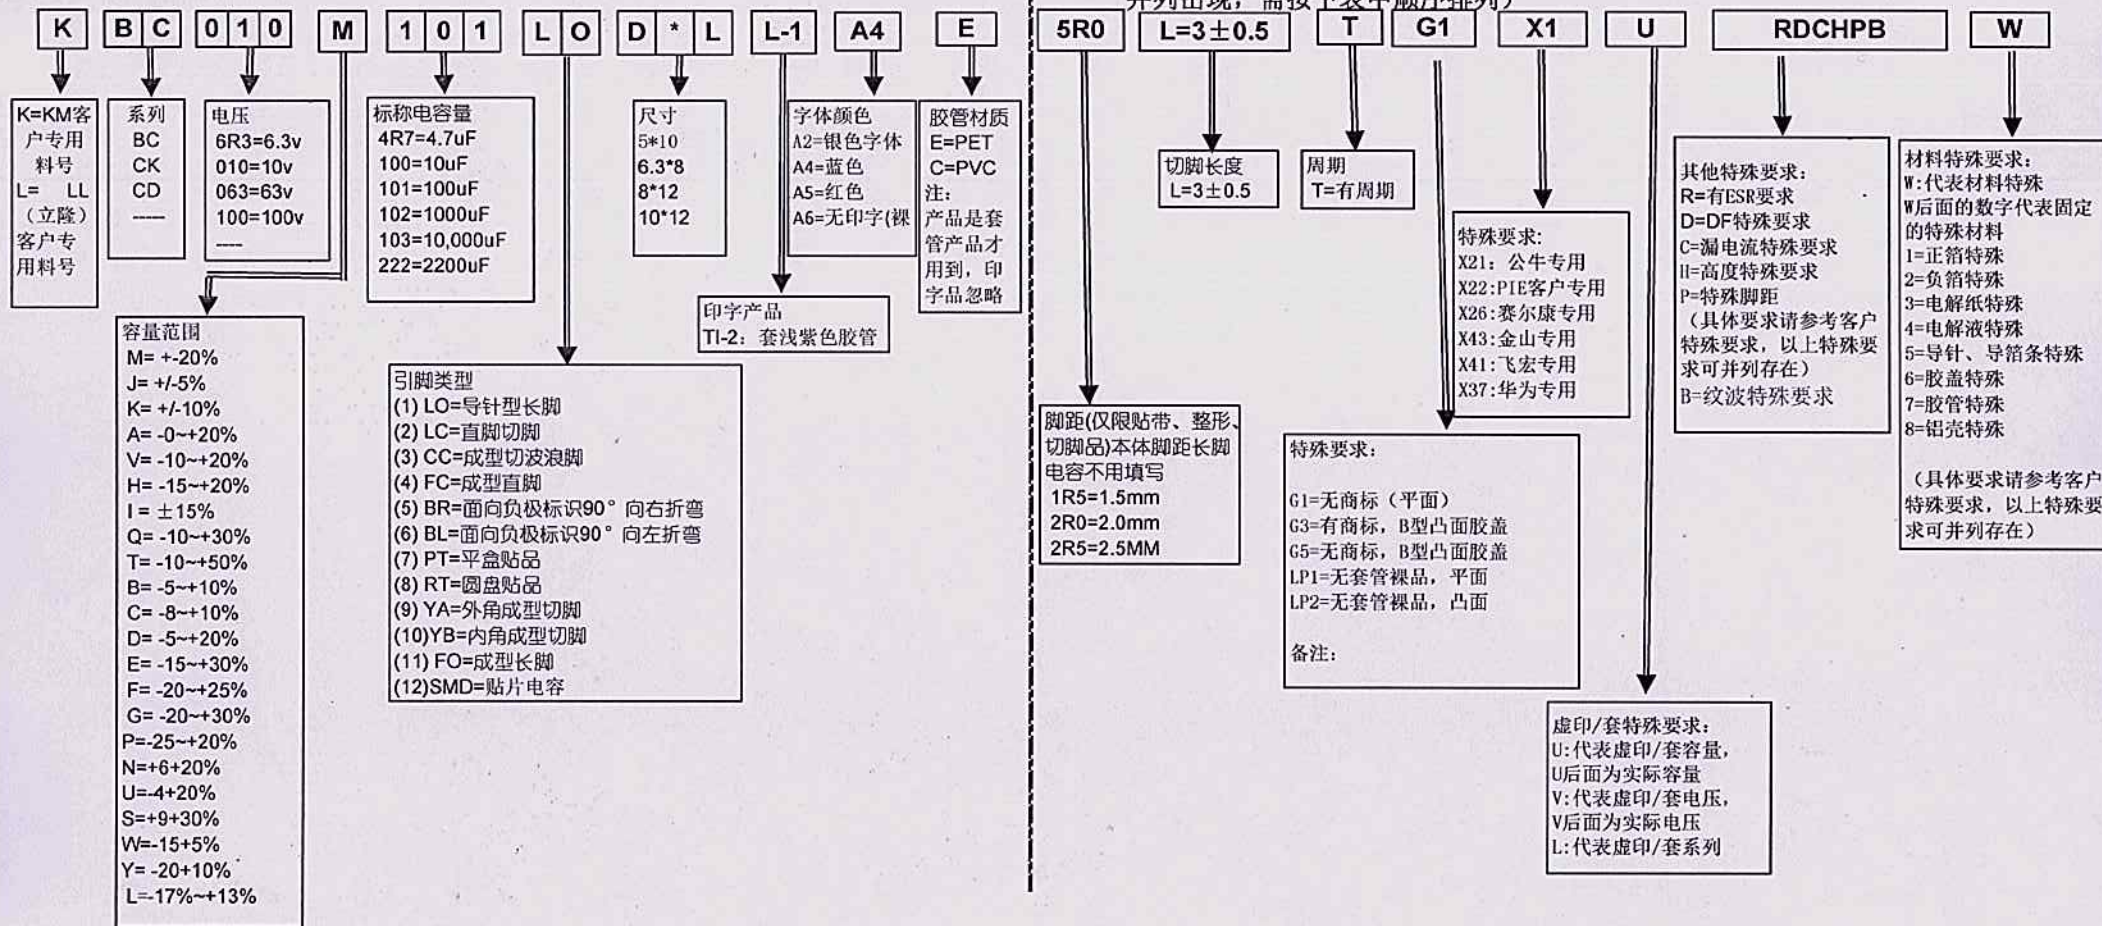 并列出现，需按下表中顺序排列）
K B C 0 1 0 M 1 0 1 L O D * L L-1 A4 E 5R0 L=3±0.5 T G1 X1 U RDCHPB W
K=KM客
户专用
料号
L= LL
（立隆）
客户专
用料号
系列
BC
CK
CD
-----
电压
6R3=6.3v
010=10v
063=63v
100=100v
----
标称电容量
4R7=4.7uF
100=10uF
101=100uF
102=1000uF
103=10,000uF
222=2200uF
尺寸
5*10
6.3*8
8*12
10*12
字体颜色
A2=银色字体
A4=蓝色
A5=红色
A6=无印字(裸
胶管材质
E=PET
C=PVC
注:
产品是套
管产品才
用到，印
字品忽略
印字产品
TI-2：套浅紫色胶管
容量范围
M= +-20%
J= +/-5%
K= +/-10%
A= -0~+20%
V= -10~+20%
H= -15~+20%
I = ±15%
Q= -10~+30%
T= -10~+50%
B= -5~+10%
C= -8~+10%
D= -5~+20%
E= -15~+30%
F= -20~+25%
G= -20~+30%
P=-25~+20%
N=+6+20%
U=-4+20%
S=+9+30%
W=-15+5%
Y= -20+10%
L=-17%~+13%
引脚类型
(1) LO=导针型长脚
(2) LC=直脚切脚
(3) CC=成型切波浪脚
(4) FC=成型直脚
(5) BR=面向负极标识90° 向右折弯
(6) BL=面向负极标识90° 向左折弯
(7) PT=平盒贴品
(8) RT=圆盘贴品
(9) YA=外角成型切脚
(10)YB=内角成型切脚
(11) FO=成型长脚
(12)SMD=贴片电容
脚距(仅限贴带、整形、
切脚品)本体脚距长脚
电容不用填写
1R5=1.5mm
2R0=2.0mm
2R5=2.5MM
切脚长度
L=3±0.5
周期
T=有周期
特殊要求:
G1=无商标（平面）
G3=有商标，B型凸面胶盖
G5=无商标，B型凸面胶盖
LP1=无套管裸品，平面
LP2=无套管裸品，凸面
备注:
特殊要求:
X21: 公牛专用
X22:PIE客户专用
X26:赛尔康专用
X43:金山专用
X41:飞宏专用
X37:华为专用
虚印/套特殊要求:
U:代表虚印/套容量，
U后面为实际容量
V:代表虚印/套电压，
V后面为实际电压
L:代表虚印/套系列
其他特殊要求:
R=有ESR要求
D=DF特殊要求
C=漏电流特殊要求
H=高度特殊要求
P=特殊脚距
（具体要求请参考客户
特殊要求，以上特殊要
求可并列存在）
B=纹波特殊要求
材料特殊要求:
W:代表材料特殊
W后面的数字代表固定
的特殊材料
1=正箔特殊
2=负箔特殊
3=电解纸特殊
4=电解液特殊
5=导针、导箔条特殊
6=胶盖特殊
7=胶管特殊
8=铝壳特殊
（具体要求请参考客户
特殊要求，以上特殊要
求可并列存在）